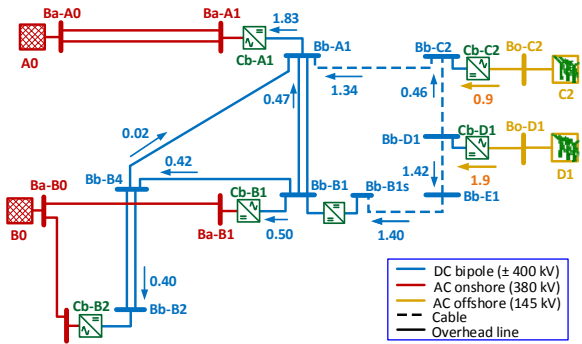 Ba-A0
Ba-A1
1.83
A0
Cb-A1
Bb-A1
Bb-C2
Cb-C2
Bo-C2
1.34
0.47
0.46
0.9
C2
0.02
Bb-D1
Cb-D1
Bo-D1
0.42
1.42
1.9
D1
Bb-B4
Ba-B0
Cb-B1
Bb-B1
Bb-B1s
Bb-E1
B0
Ba-B1
0.50
1.40
0.40
Cb-B2
Bb-B2
DC bipole (± 400 kV)
AC onshore (380 kV)
AC offshore (145 kV)
Cable
Overhead line